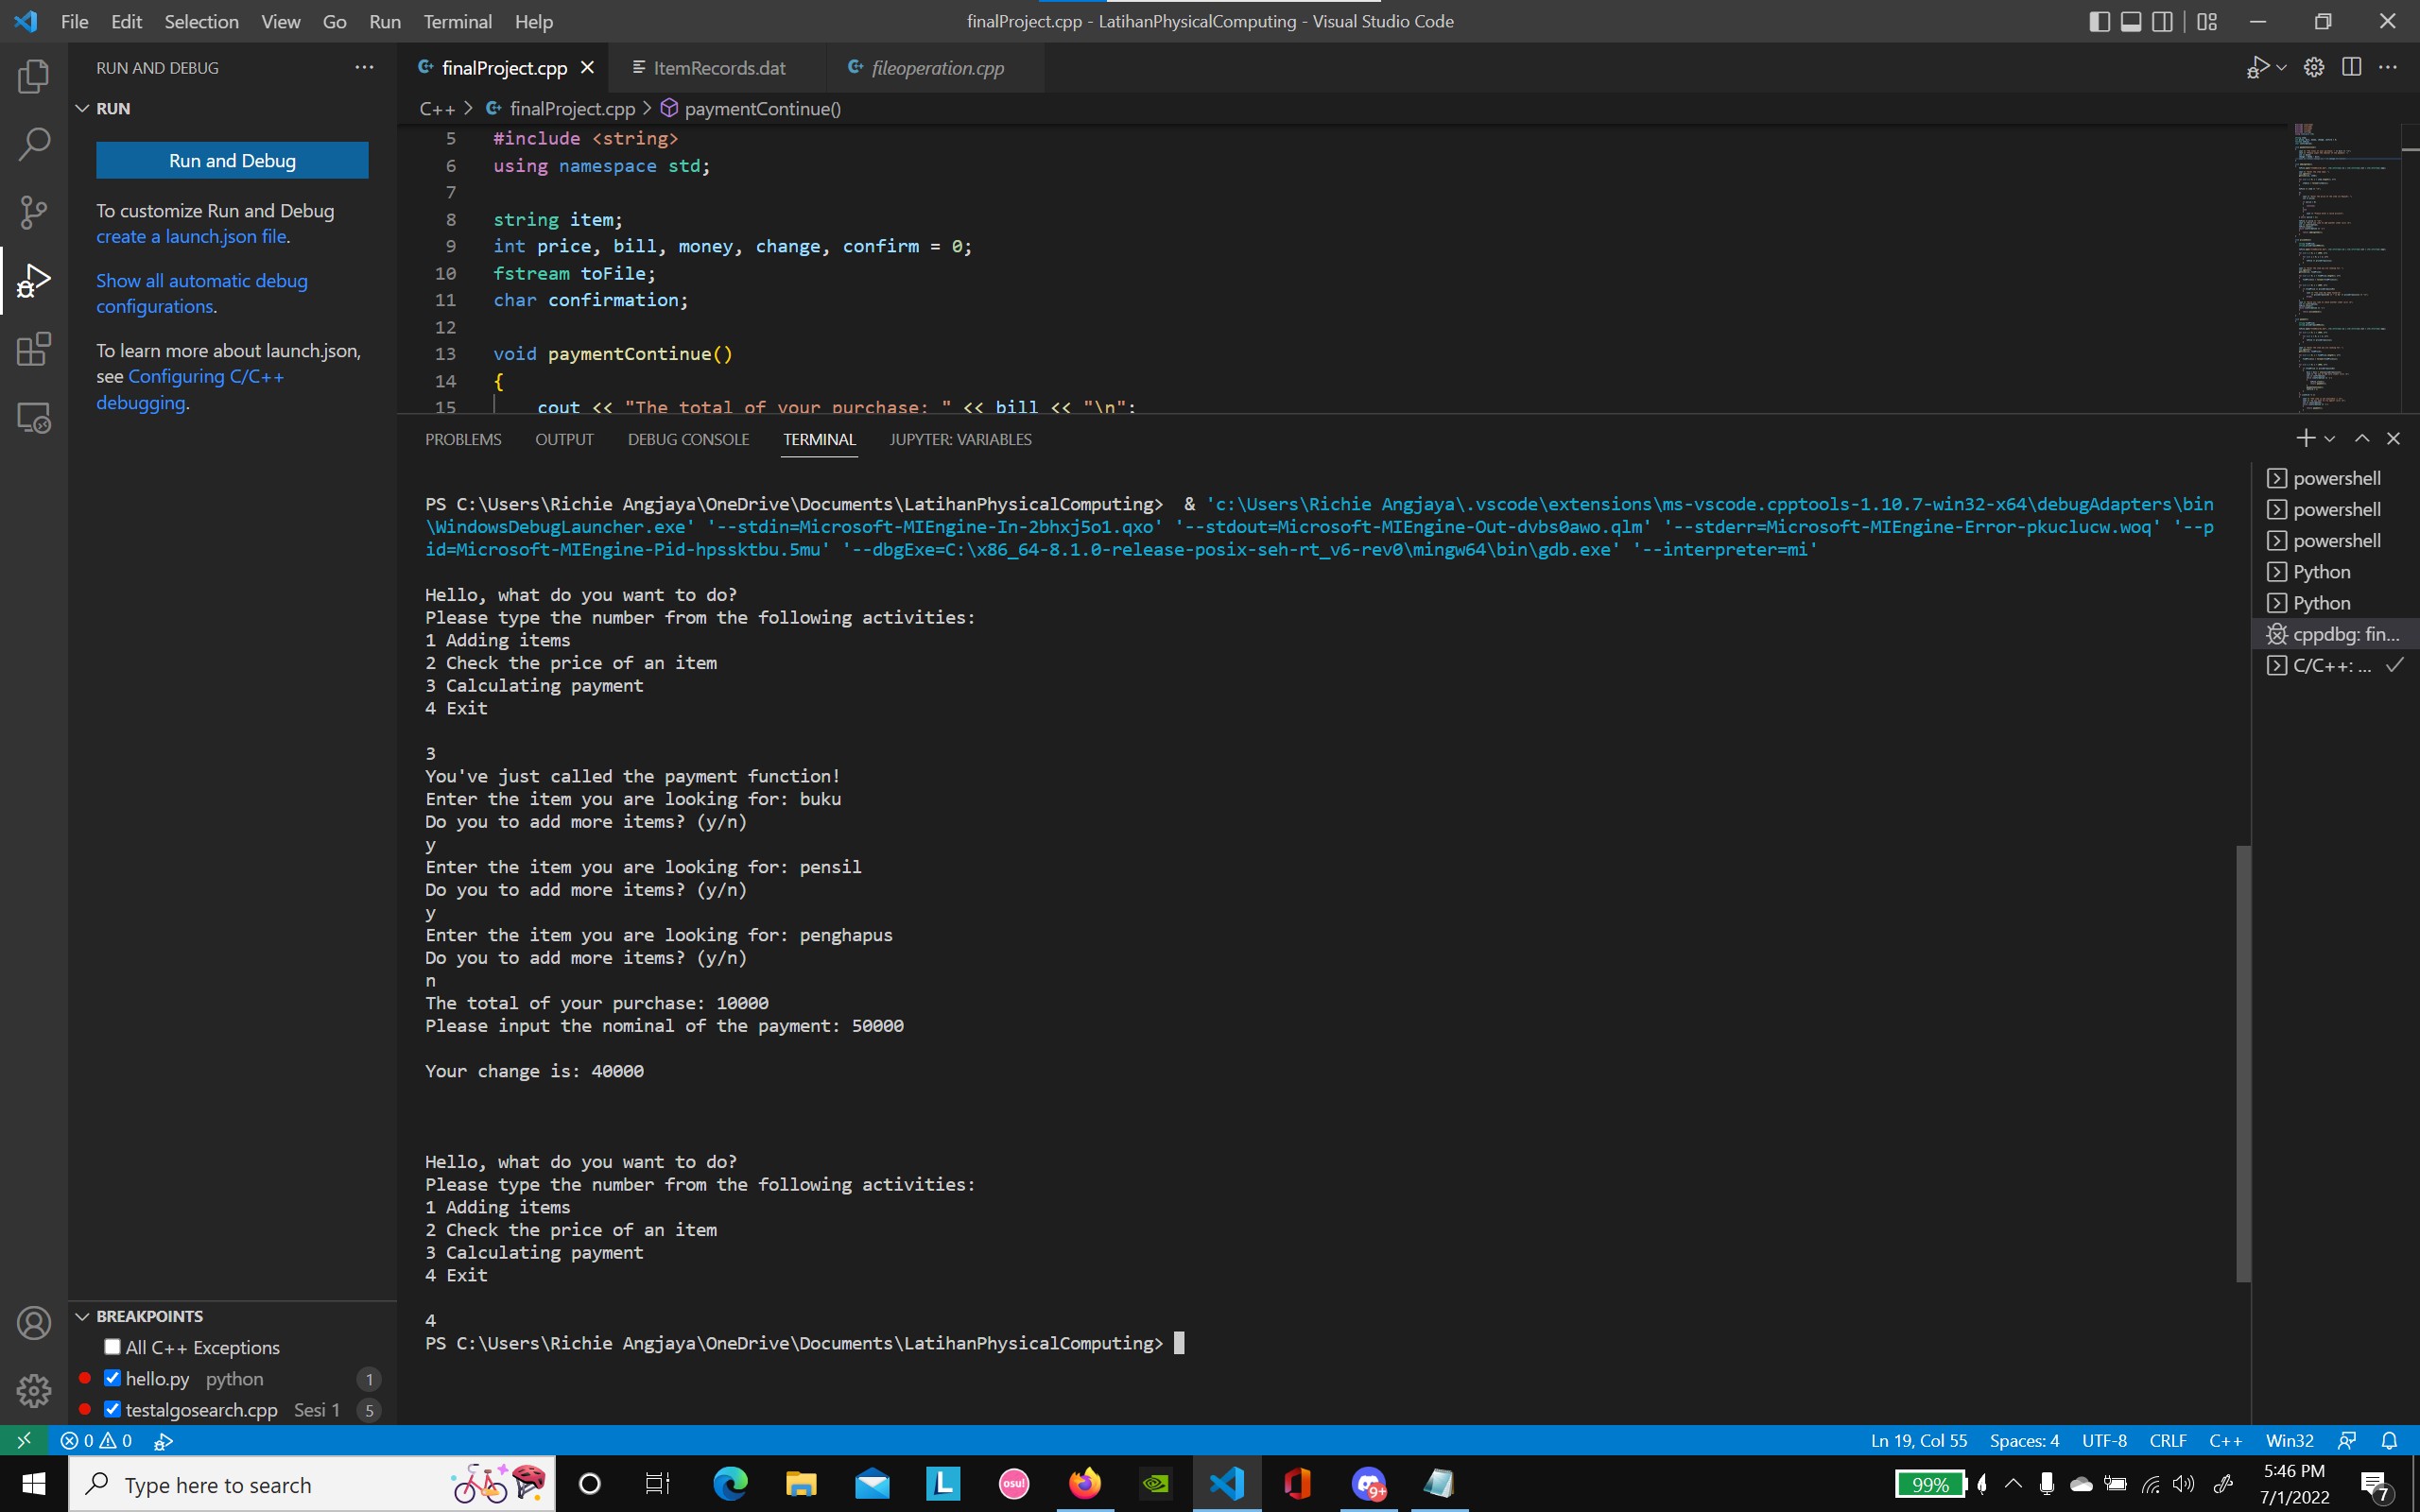 File Edit Selection View Go Run Terminal Help
finalProject.cpp - LatihanPhysicalComputing - Visual Studio Code
RUN AND DEBUG
RUN
Run and Debug
To customize Run and Debug
create a launch.json file.
Show all automatic debug
configurations.
To learn more about launch.json,
see Configuring C/C++
debugging.
finalProject.cpp
ItemRecords.dat
fileoperation.cpp
C++ > finalProject.cpp > paymentContinue()
5 #include <string>
6 using namespace std;
7
8 string item;
9 int price, bill, money, change, confirm = 0;
10 fstream toFile;
11 char confirmation;
12
13 void paymentContinue()
14 {
15 cout << "The total of your purchase: " << bill << "\n";
PROBLEMS OUTPUT DEBUG CONSOLE TERMINAL JUPYTER: VARIABLES
PS C:\Users\Richie Angjaya\OneDrive\Documents\LatihanPhysicalComputing> & 'c:\Users\Richie Angjaya\.vscode\extensions\ms-vscode.cpptools-1.10.7-win32-x64\debugAdapters\bin
\WindowsDebugLauncher.exe' '--stdin=Microsoft-MIEngine-In-2bhxj5o1.qxo' '--stdout=Microsoft-MIEngine-Out-dvbs0awo.qlm' '--stderr=Microsoft-MIEngine-Error-pkuclucw.woq' '--p
id=Microsoft-MIEngine-Pid-hpssktbu.5mu' '--dbgExe=C:\x86_64-8.1.0-release-posix-seh-rt_v6-rev0\mingw64\bin\gdb.exe' '--interpreter=mi'
Hello, what do you want to do?
Please type the number from the following activities:
1 Adding items
2 Check the price of an item
3 Calculating payment
4 Exit
3
You've just called the payment function!
Enter the item you are looking for: buku
Do you to add more items? (y/n)
y
Enter the item you are looking for: pensil
Do you to add more items? (y/n)
y
Enter the item you are looking for: penghapus
Do you to add more items? (y/n)
n
The total of your purchase: 10000
Please input the nominal of the payment: 50000
Your change is: 40000
Hello, what do you want to do?
Please type the number from the following activities:
1 Adding items
2 Check the price of an item
3 Calculating payment
4 Exit
4
PS C:\Users\Richie Angjaya\OneDrive\Documents\LatihanPhysicalComputing>
powershell
powershell
powershell
Python
Python
cppdbg: fin...
C/C++: ...
BREAKPOINTS
All C++ Exceptions
hello.py python 1
testalgosearch.cpp Sesi 1 5
0 0
Ln 19, Col 55 Spaces: 4 UTF-8 CRLF C++ Win32
Type here to search
L
osu!
9+
99%
5:46 PM
7/1/2022
7